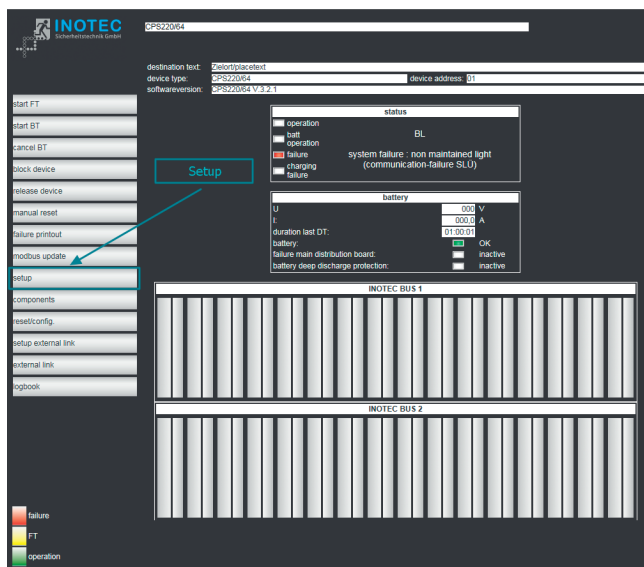 INOTEC
Sicherheitstechnik GmbH
CPS220/64
destination text: Zielort/placetext
device type: CPS220/64 device address: 01
softwareversion: CPS220/64 V.3.2.1
start FT
start BT
cancel BT
block device
release device
manual reset
failure printout
modbus update
setup
components
reset/config.
setup external link
external link
logbook
Setup
status
operation
batt
operation
failure
charging
failure
BL
system failure : non maintained light
(communication-failure SLÜ)
battery
U 000 V
I: 000,0 A
duration last DT: 01:00:01
battery: OK
failure main distribution board: inactive
battery deep discharge protection: inactive
INOTEC BUS 1
INOTEC BUS 2
failure
FT
operation